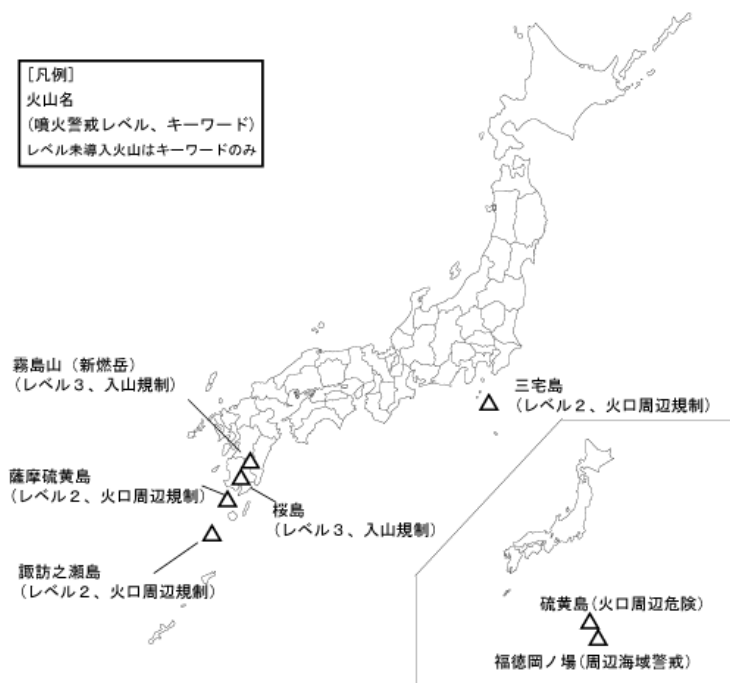 [凡例]
火山名
(噴火警戒レベル、キーワード)
レベル未導入火山はキーワードのみ
霧島山(新燃岳)
(レベル3、入山規制)
三宅島
(レベル2、火口周辺規制)
薩摩硫黄島
(レベル2、火口周辺規制)
桜島
(レベル3、入山規制)
諏訪之瀬島
(レベル2、火口周辺規制)
硫黄島(火口周辺危険)
福徳岡ノ場(周辺海域警戒)